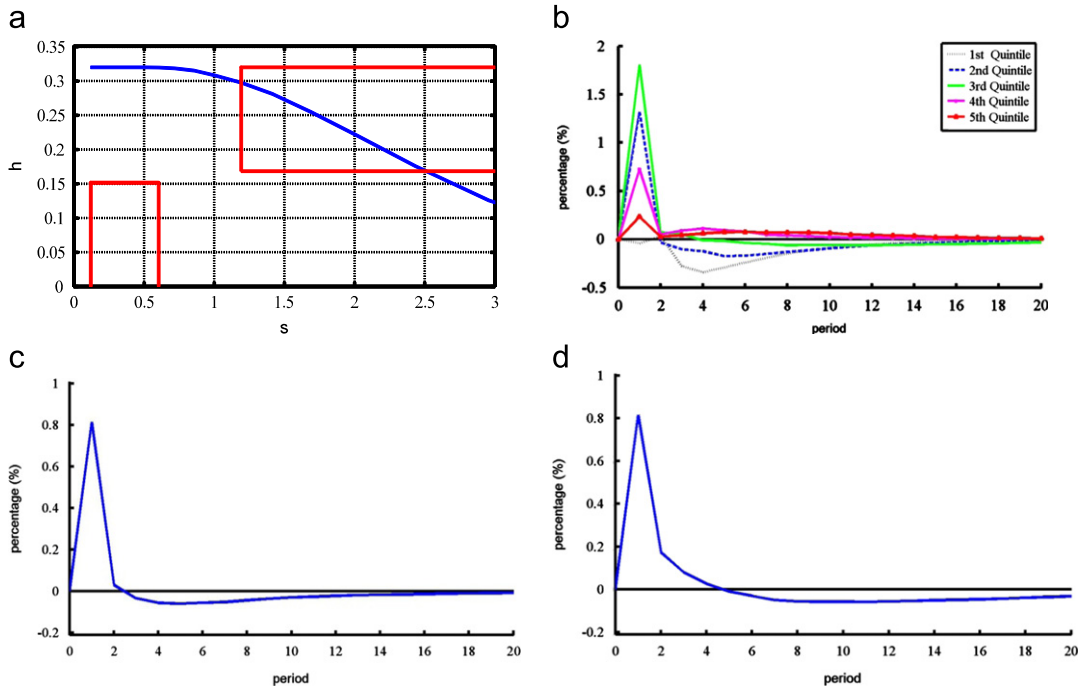 a
0.35
0.3
0.25
0.2
0.15
0.1
0.05
0
h
0 0.5 1 1.5 2 2.5 3
s
b
2
1.5
1
0.5
0
-0.5
percentage (%)
1st Quintile
2nd Quintile
3rd Quintile
4th Quintile
5th Quintile
0 2 4 6 8 10 12 14 16 18 20
period
c
1
0.8
0.6
0.4
0.2
0
-0.2
percentage (%)
0 2 4 6 8 10 12 14 16 18 20
period
d
1
0.8
0.6
0.4
0.2
0
-0.2
percentage (%)
0 2 4 6 8 10 12 14 16 18 20
period